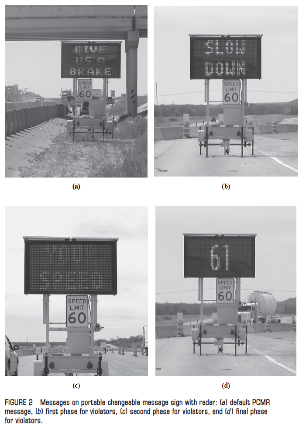 GIVE
US A
BRAKE
60
(a)
SLOW
DOWN
SPEED
LIMIT
60
(b)
SPEED
LIMIT
60
(c)
61
SPEED
LIMIT
60
(d)
FIGURE 2 Messages on portable changeable message sign with radar: (a) default PCMR
message, (b) first phase for violators, (c) second phase for violators, and (d) final phase
for violators.